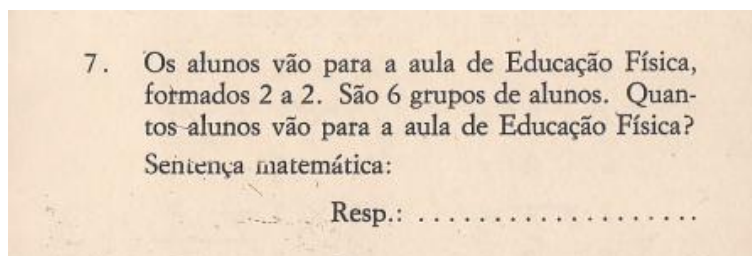 7. Os alunos vão para a aula de Educação Física,
formados 2 a 2. São 6 grupos de alunos. Quan-
tos alunos vão para a aula de Educação Física?
Sentença matemática:
Resp.: . . . . . . . . . . . . . . . . . . . .